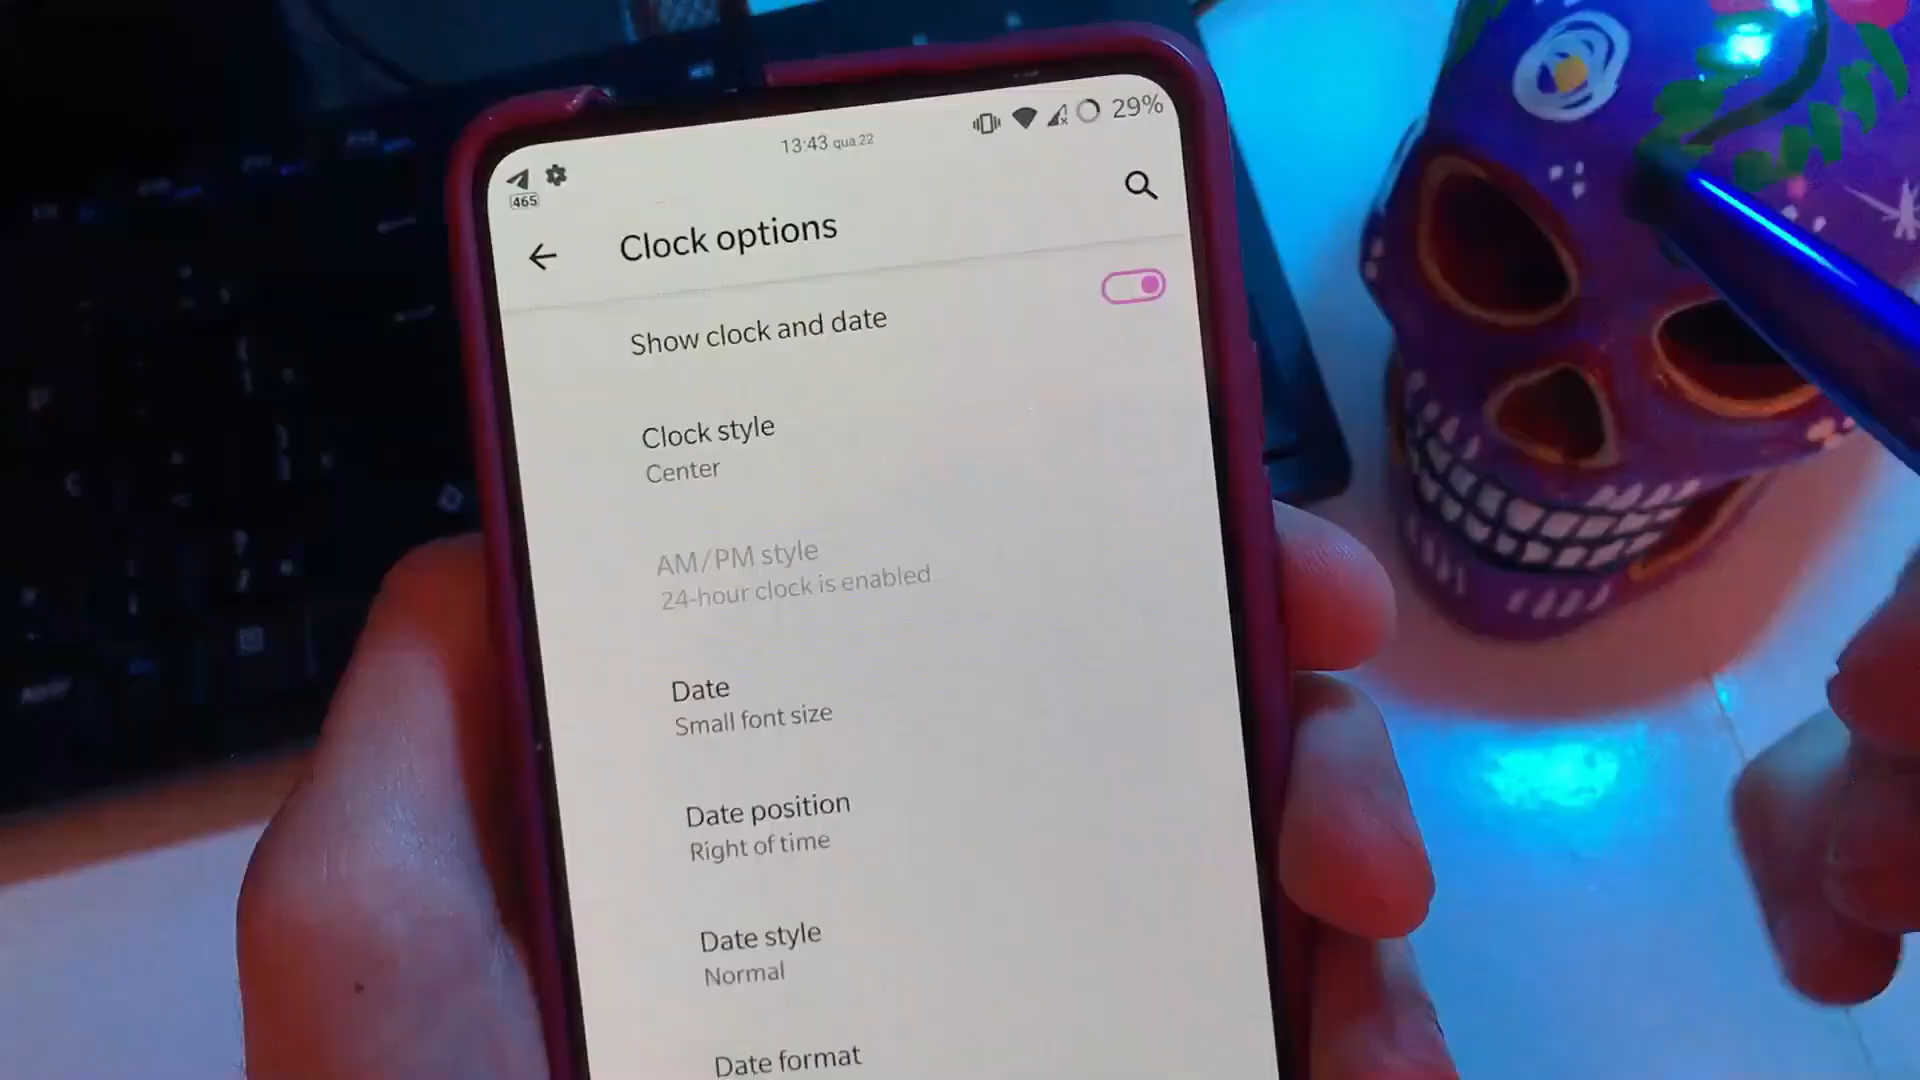 13:43 qua 22
29%
465
Clock options
Show clock and date
Clock style
Center
AM/PM style
24-hour clock is enabled
Date
Small font size
Date position
Right of time
Date style
Normal
Date format